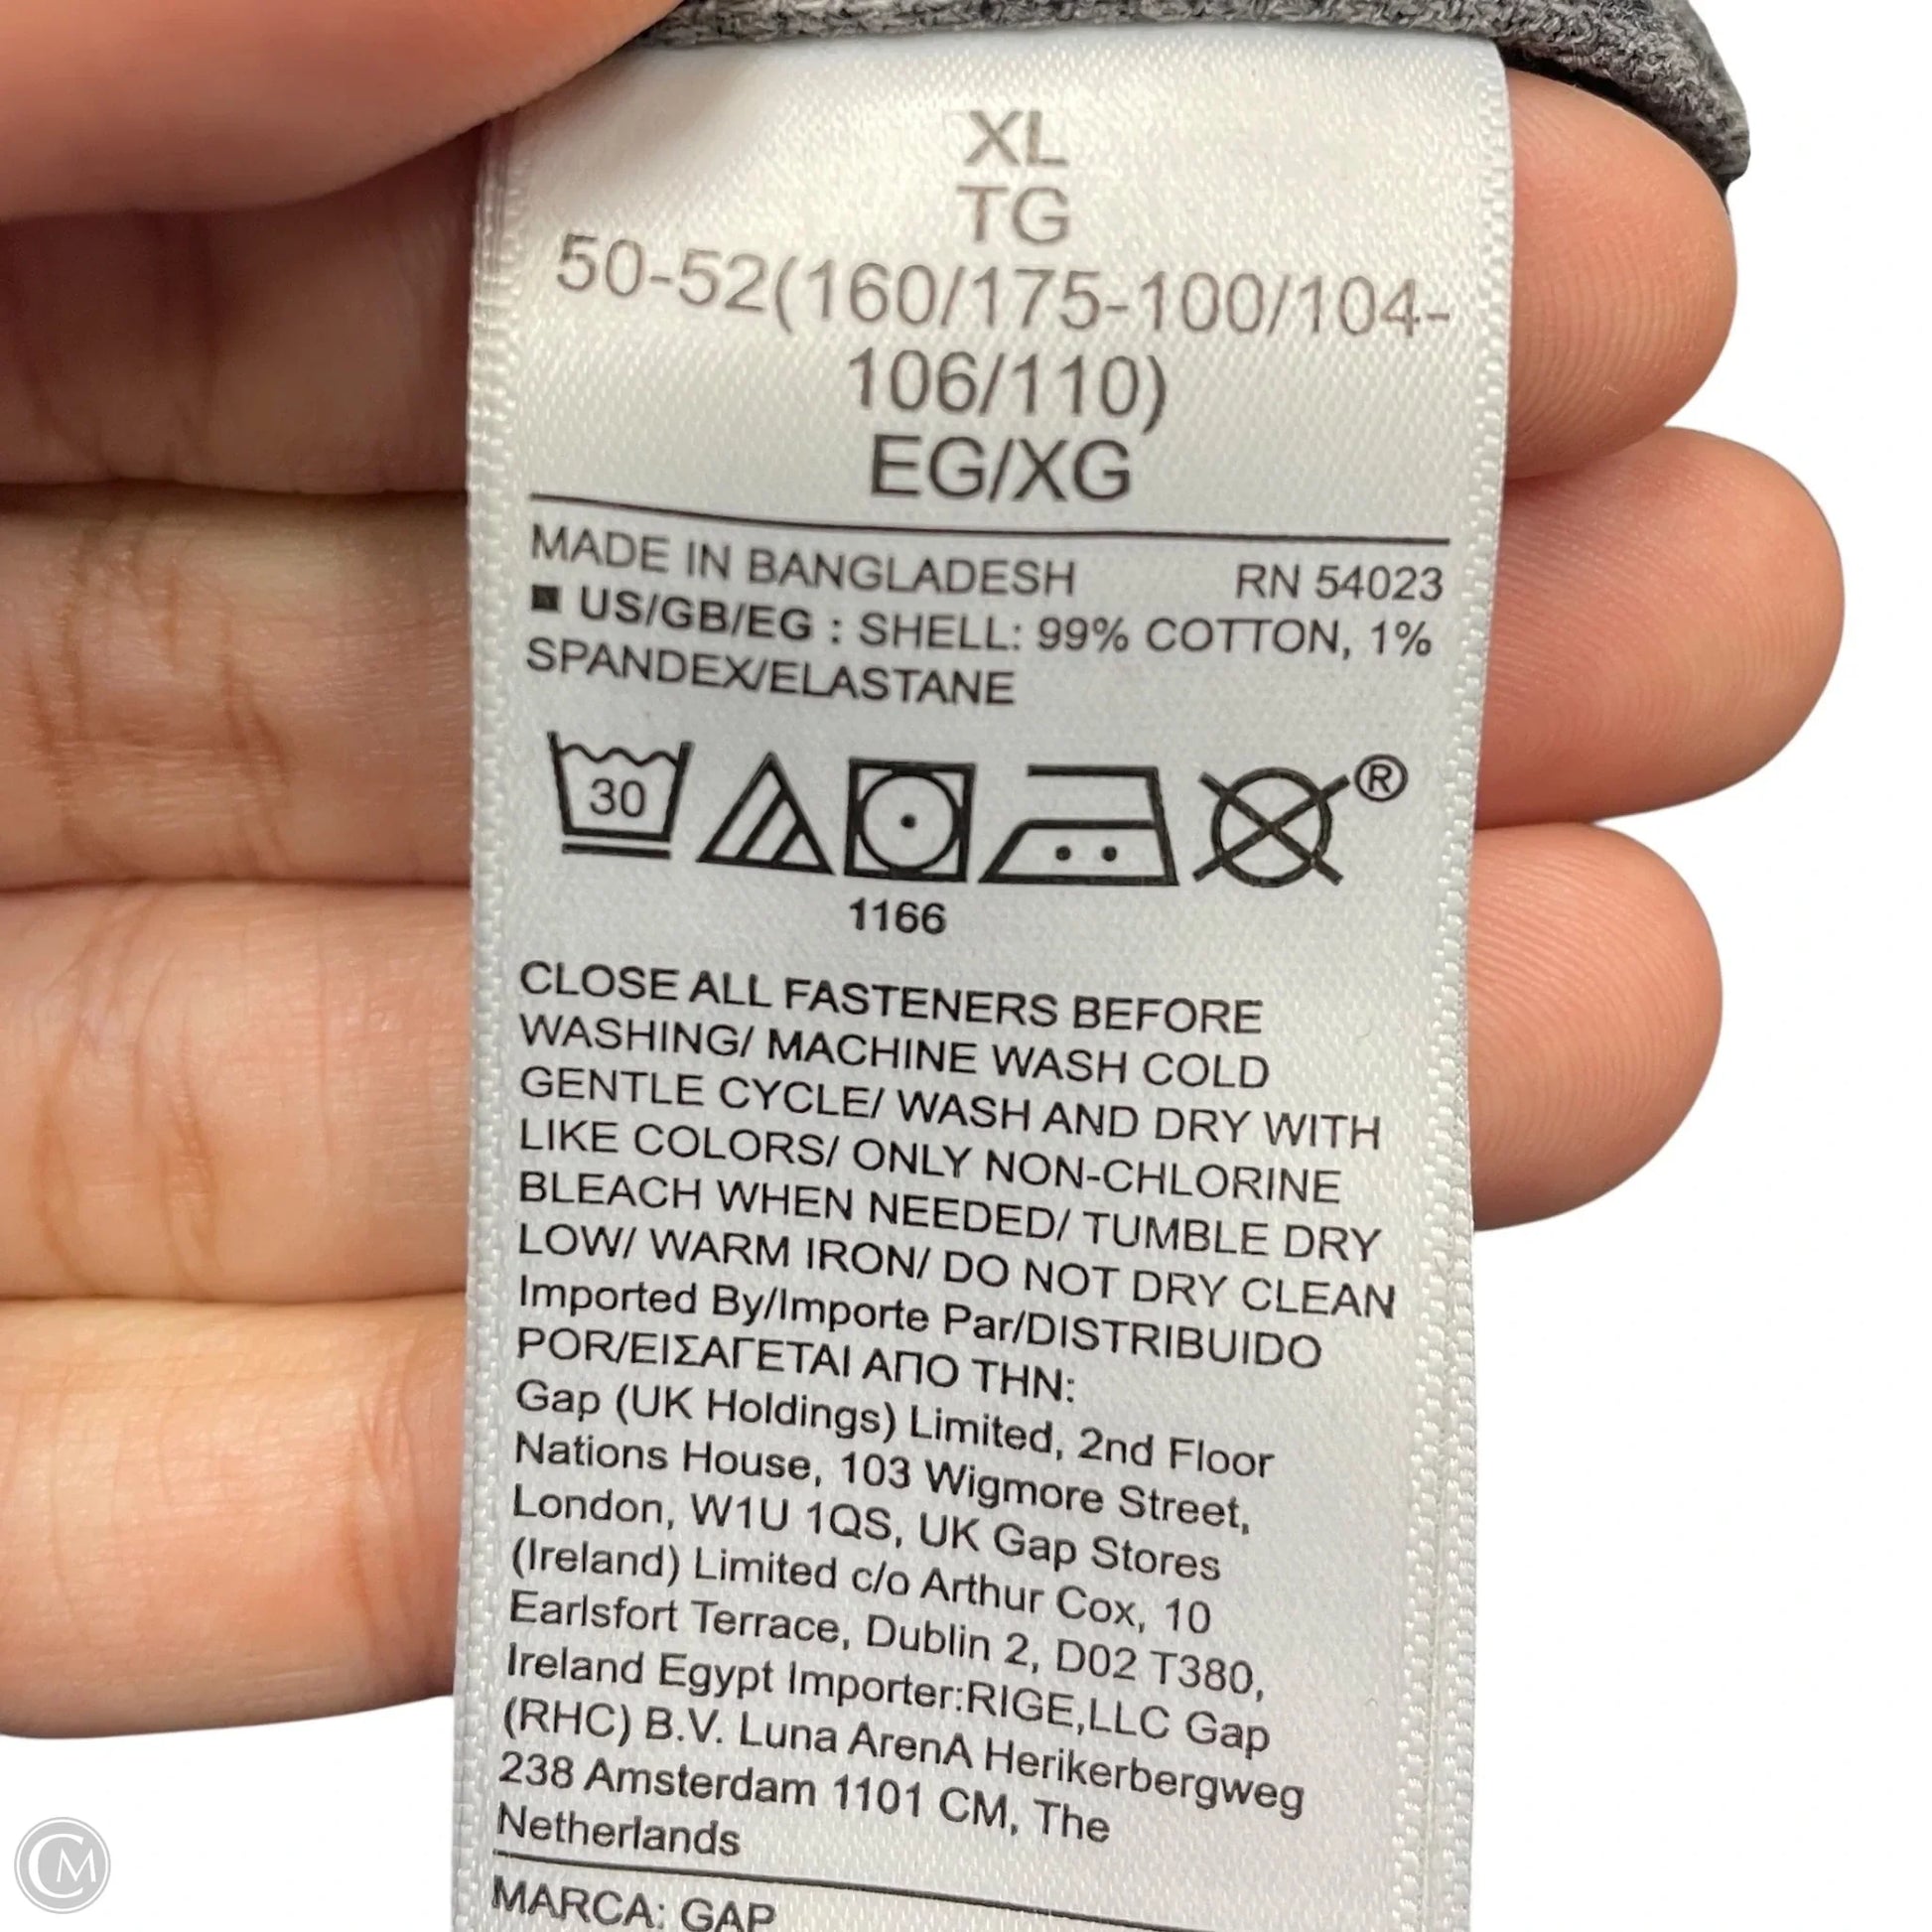 XL
TG
50-52(160/175-100/104-
106/110)
EG/XG
MADE IN BANGLADESH RN 54023
■ US/GB/EG : SHELL: 99% COTTON, 1%
SPANDEX/ELASTANE
30
®
1166
CLOSE ALL FASTENERS BEFORE
WASHING/ MACHINE WASH COLD
GENTLE CYCLE/ WASH AND DRY WITH
LIKE COLORS/ ONLY NON-CHLORINE
BLEACH WHEN NEEDED/ TUMBLE DRY
LOW/ WARM IRON/ DO NOT DRY CLEAN
Imported By/Importe Par/DISTRIBUIDO
POR/ΕΙΣΑΓΕΤΑΙ ΑΠΟ ΤΗΝ:
Gap (UK Holdings) Limited, 2nd Floor
Nations House, 103 Wigmore Street,
London, W1U 1QS, UK Gap Stores
(Ireland) Limited c/o Arthur Cox, 10
Earlsfort Terrace, Dublin 2, D02 T380,
Ireland Egypt Importer:RIGE,LLC Gap
(RHC) B.V. Luna ArenA Herikerbergweg
238 Amsterdam 1101 CM, The
Netherlands
MARCA: GAP
CM